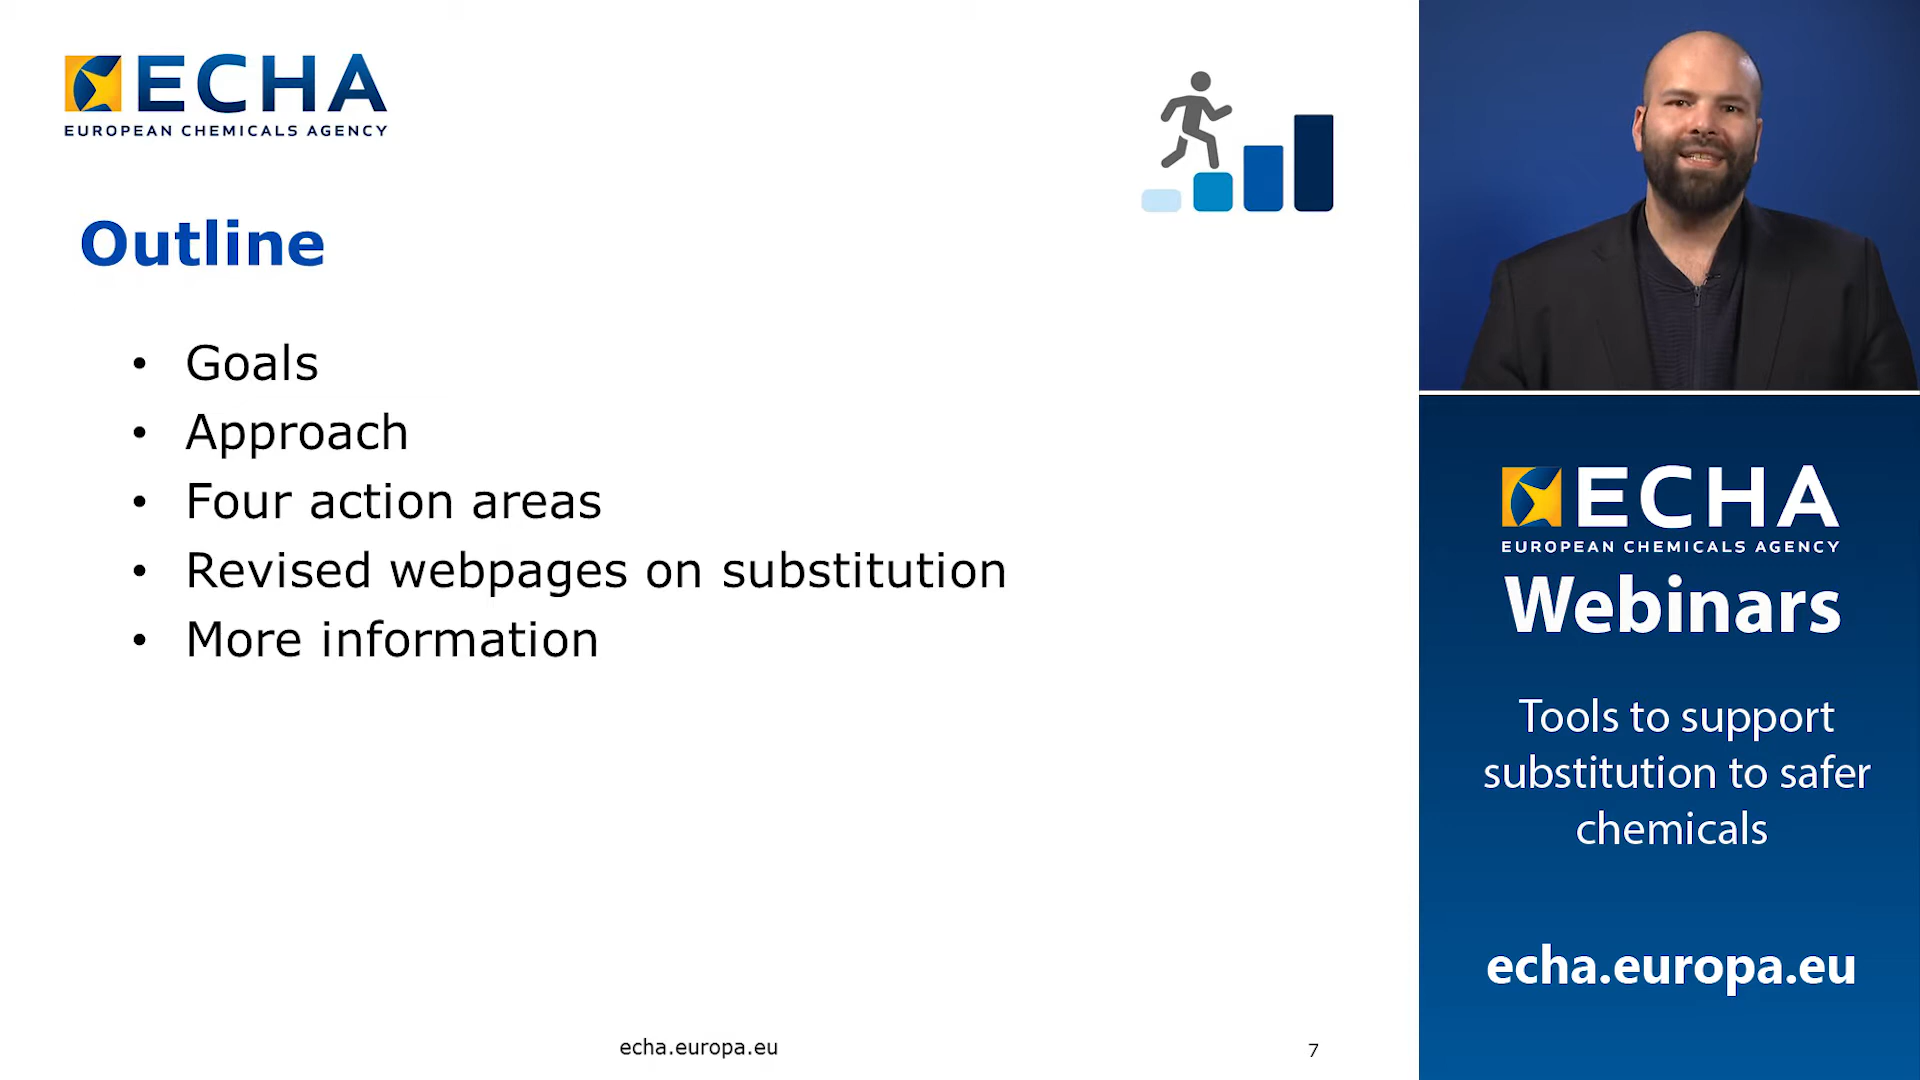 ECHA
EUROPEAN CHEMICALS AGENCY
Outline
• Goals
• Approach
• Four action areas
• Revised webpages on substitution
• More information
echa.europa.eu
7
ECHA
EUROPEAN CHEMICALS AGENCY
Webinars
Tools to support
substitution to safer
chemicals
echa.europa.eu